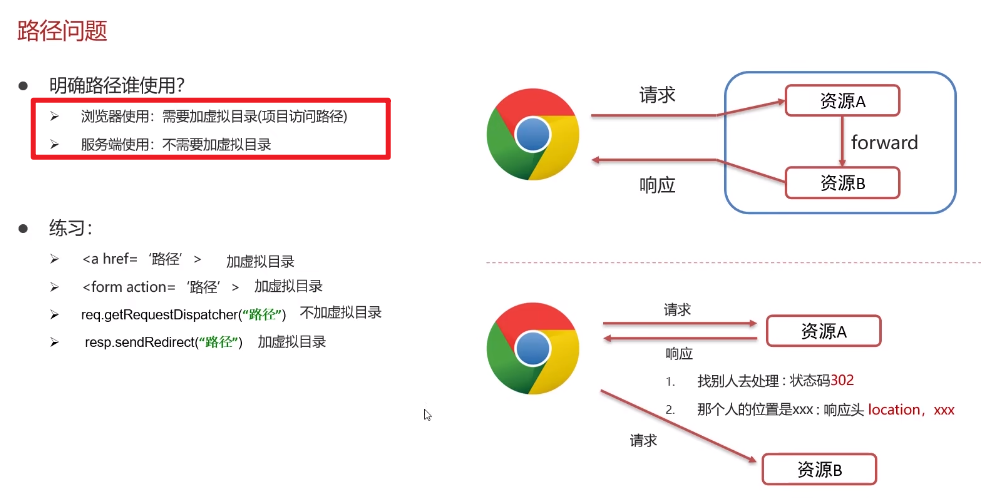 路径问题
明确路径谁使用？
浏览器使用：需要加虚拟目录(项目访问路径)
服务端使用：不需要加虚拟目录
练习：
<a href=‘路径’> 加虚拟目录
<form action=‘路径’> 加虚拟目录
req.getRequestDispatcher(“路径”) 不加虚拟目录
resp.sendRedirect(“路径”) 加虚拟目录
请求
资源A
forward
资源B
响应
请求
资源A
响应
1. 找别人去处理：状态码302
2. 那个人的位置是xxx：响应头 location，xxx
请求
资源B